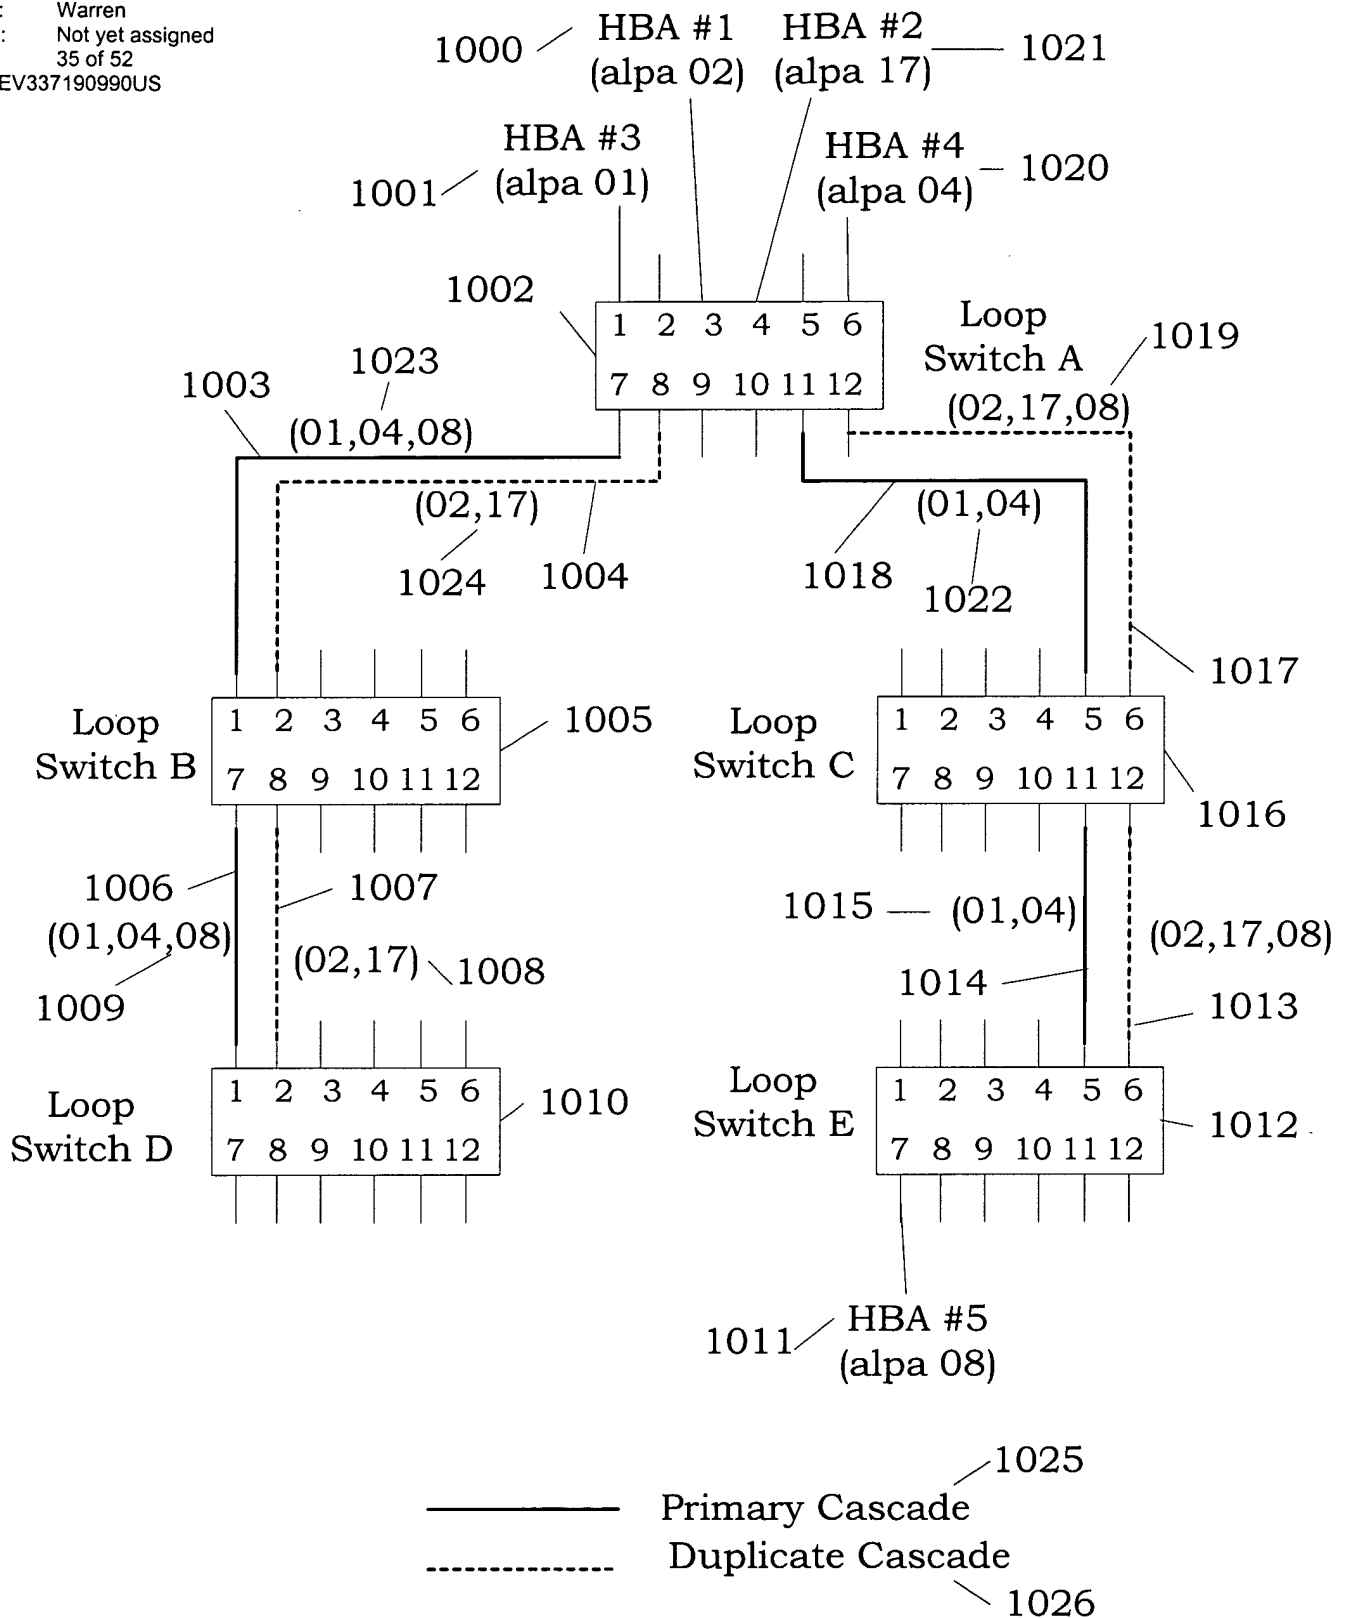 : Warren
: Not yet assigned
35 of 52
EV337190990US
1000
HBA #1
(alpa 02)
HBA #2
(alpa 17)
1021
1001
HBA #3
(alpa 01)
HBA #4
(alpa 04)
1020
1002
1 2 3 4 5 6
7 8 9 10 11 12
Loop
Switch A
1019
(02,17,08)
1003
1023
(01,04,08)
(02,17)
1024
1004
1018
(01,04)
1022
1017
Loop
Switch B
1 2 3 4 5 6
7 8 9 10 11 12
1005
Loop
Switch C
1 2 3 4 5 6
7 8 9 10 11 12
1016
1006
(01,04,08)
1009
1007
(02,17)
1008
1015
(01,04)
1014
(02,17,08)
1013
Loop
Switch D
1 2 3 4 5 6
7 8 9 10 11 12
1010
Loop
Switch E
1 2 3 4 5 6
7 8 9 10 11 12
1012
1011
HBA #5
(alpa 08)
1025
Primary Cascade
Duplicate Cascade
1026